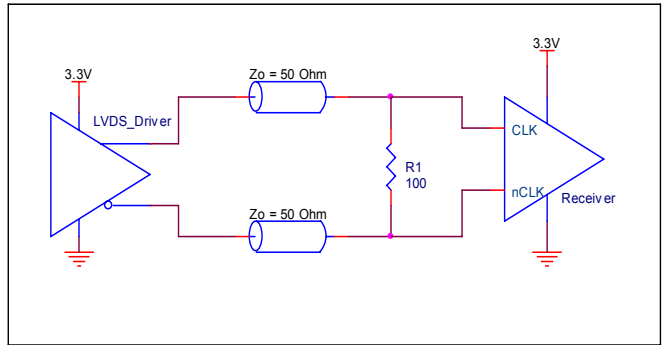 3.3V
LVDS_Driver
Zo = 50 Ohm
Zo = 50 Ohm
R1
100
3.3V
CLK
nCLK
Receiver